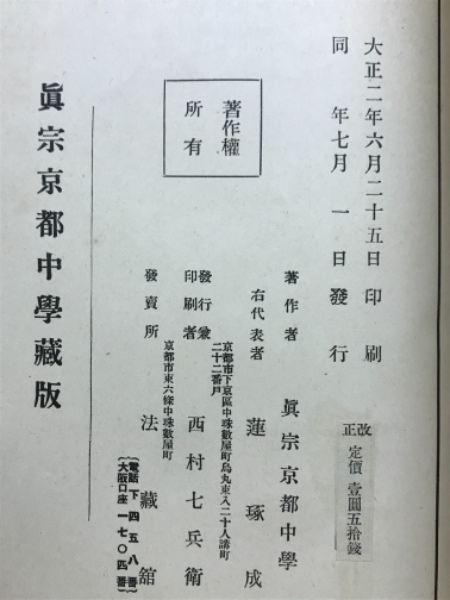 大正二年六月二十五日印刷
同年七月一日發行
改正 定價 壹圓五拾錢
著作權所有
著作者 眞宗京都中學
右代表者 蓮琢成
京都市下京區中珠數屋町烏丸東入二十人講町
二十二番戶
發行兼印刷者 西村七兵衛
京都市東六條中珠數屋町
發賣所 法藏舘
電話下四五八番
大阪口座一七〇四番
眞宗京都中學藏版